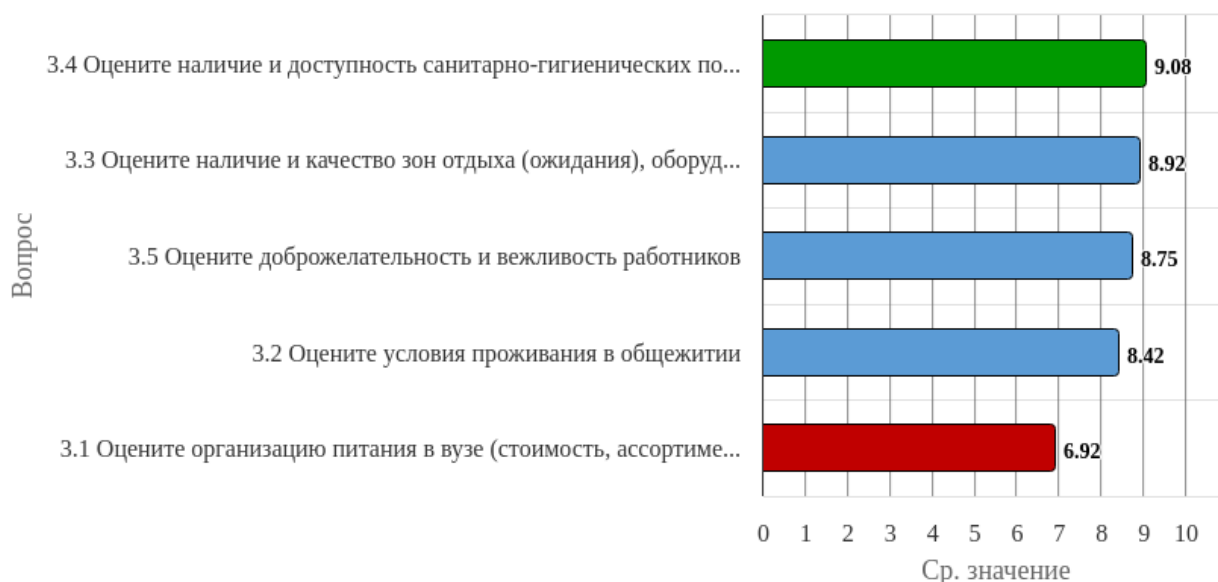 3.4 Оцените наличие и доступность санитарно-гигиенических по...
9.08
3.3 Оцените наличие и качество зон отдыха (ожидания), оборуд...
8.92
3.5 Оцените доброжелательность и вежливость работников
8.75
3.2 Оцените условия проживания в общежитии
8.42
3.1 Оцените организацию питания в вузе (стоимость, ассортиме...
6.92
Вопрос
0 1 2 3 4 5 6 7 8 9 10
Ср. значение